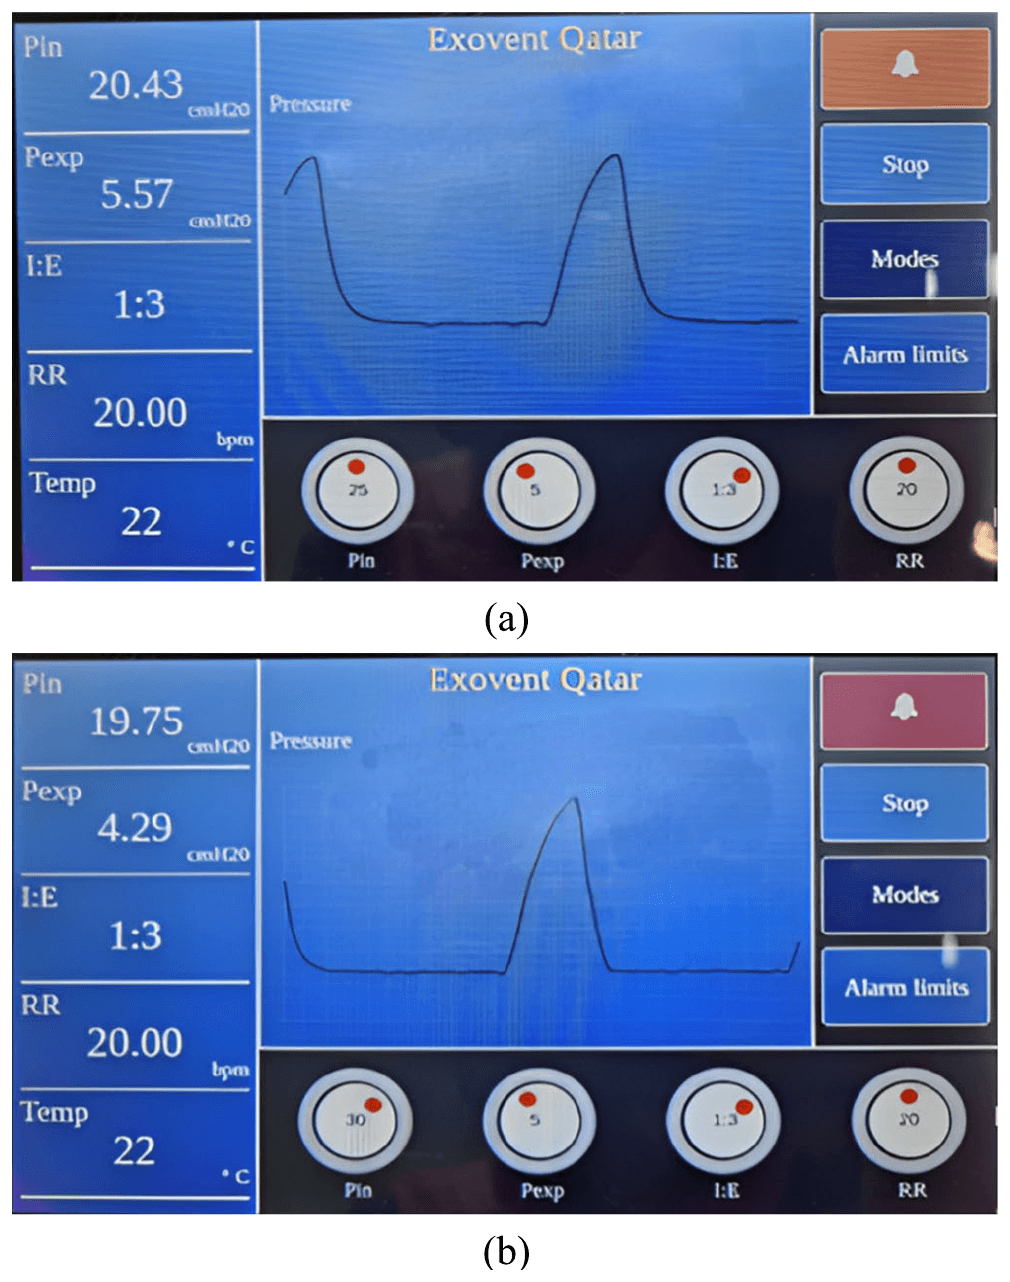 Exovent Qatar
Pin
20.43
cmH20
Pexp
5.57
cmH20
I:E
1:3
RR
20.00
bpm
Temp
22
° C
Pressure
Stop
Modes
Alarm limits
25
5
1:3
20
Pin
Pexp
I:E
RR
(a)
Exovent Qatar
Pin
19.75
cmH20
Pexp
4.29
cmH20
I:E
1:3
RR
20.00
bpm
Temp
22
° C
Pressure
Stop
Modes
Alarm limits
30
5
1:3
20
Pin
Pexp
I:E
RR
(b)